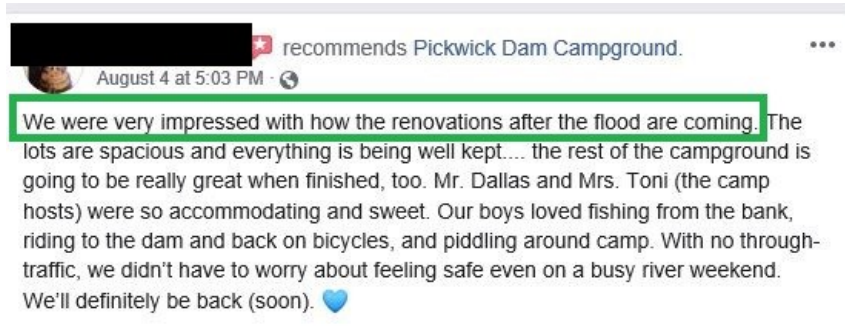 recommends Pickwick Dam Campground.
August 4 at 5:03 PM ·
We were very impressed with how the renovations after the flood are coming. The
lots are spacious and everything is being well kept.... the rest of the campground is
going to be really great when finished, too. Mr. Dallas and Mrs. Toni (the camp
hosts) were so accommodating and sweet. Our boys loved fishing from the bank,
riding to the dam and back on bicycles, and piddling around camp. With no through-
traffic, we didn't have to worry about feeling safe even on a busy river weekend.
We'll definitely be back (soon). 💙